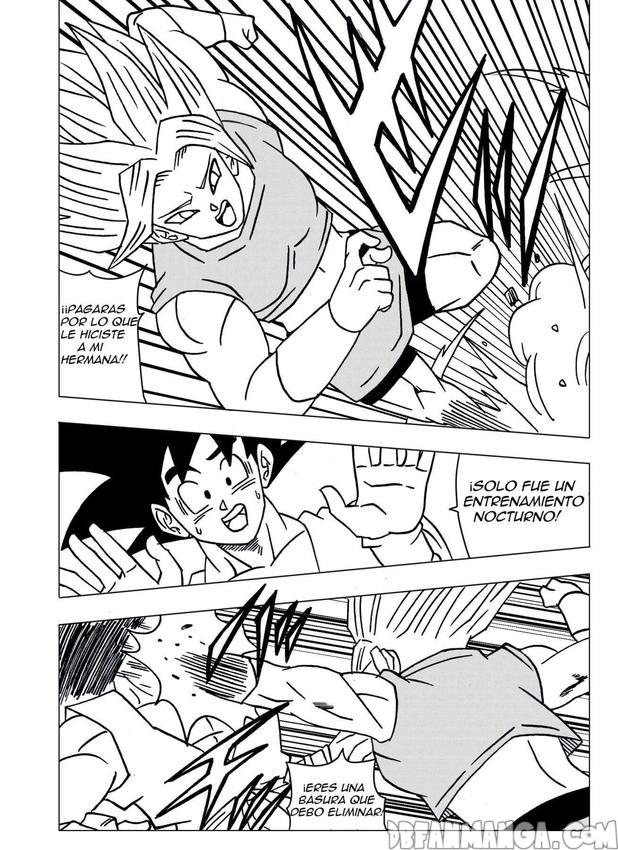 ¡¡PAGARAS
POR LO QUE
LE HICISTE
A MI
HERMANA!!
¡SOLO FUE UN
ENTRENAMIENTO
NOCTURNO!
¡ERES UNA
BASURA QUE
DEBO ELIMINAR!
DBFANMANGA.COM